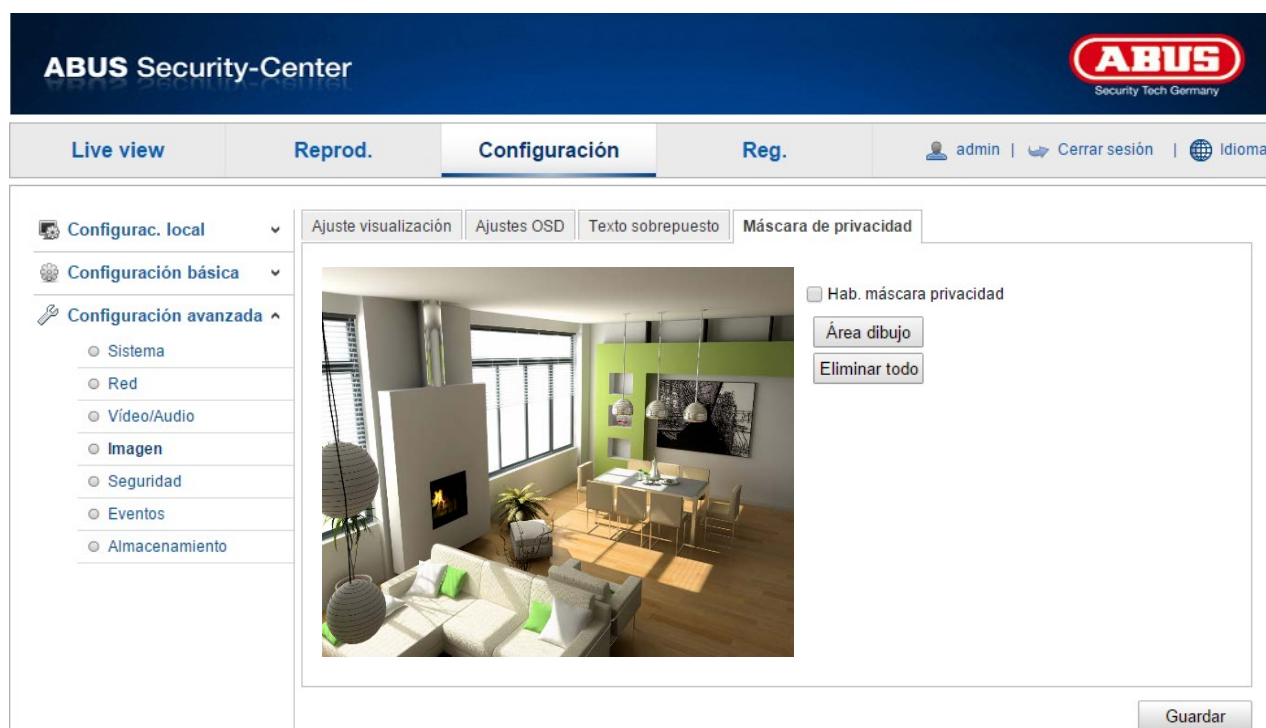 ABUS Security-Center
ABUS
Security Tech Germany
Live view Reprod. Configuración Reg. admin | Cerrar sesión | Idioma
Configurac. local
Configuración básica
Configuración avanzada
Sistema
Red
Vídeo/Audio
Imagen
Seguridad
Eventos
Almacenamiento
Ajuste visualización Ajustes OSD Texto sobrepuesto Máscara de privacidad
Hab. máscara privacidad
Área dibujo
Eliminar todo
Guardar